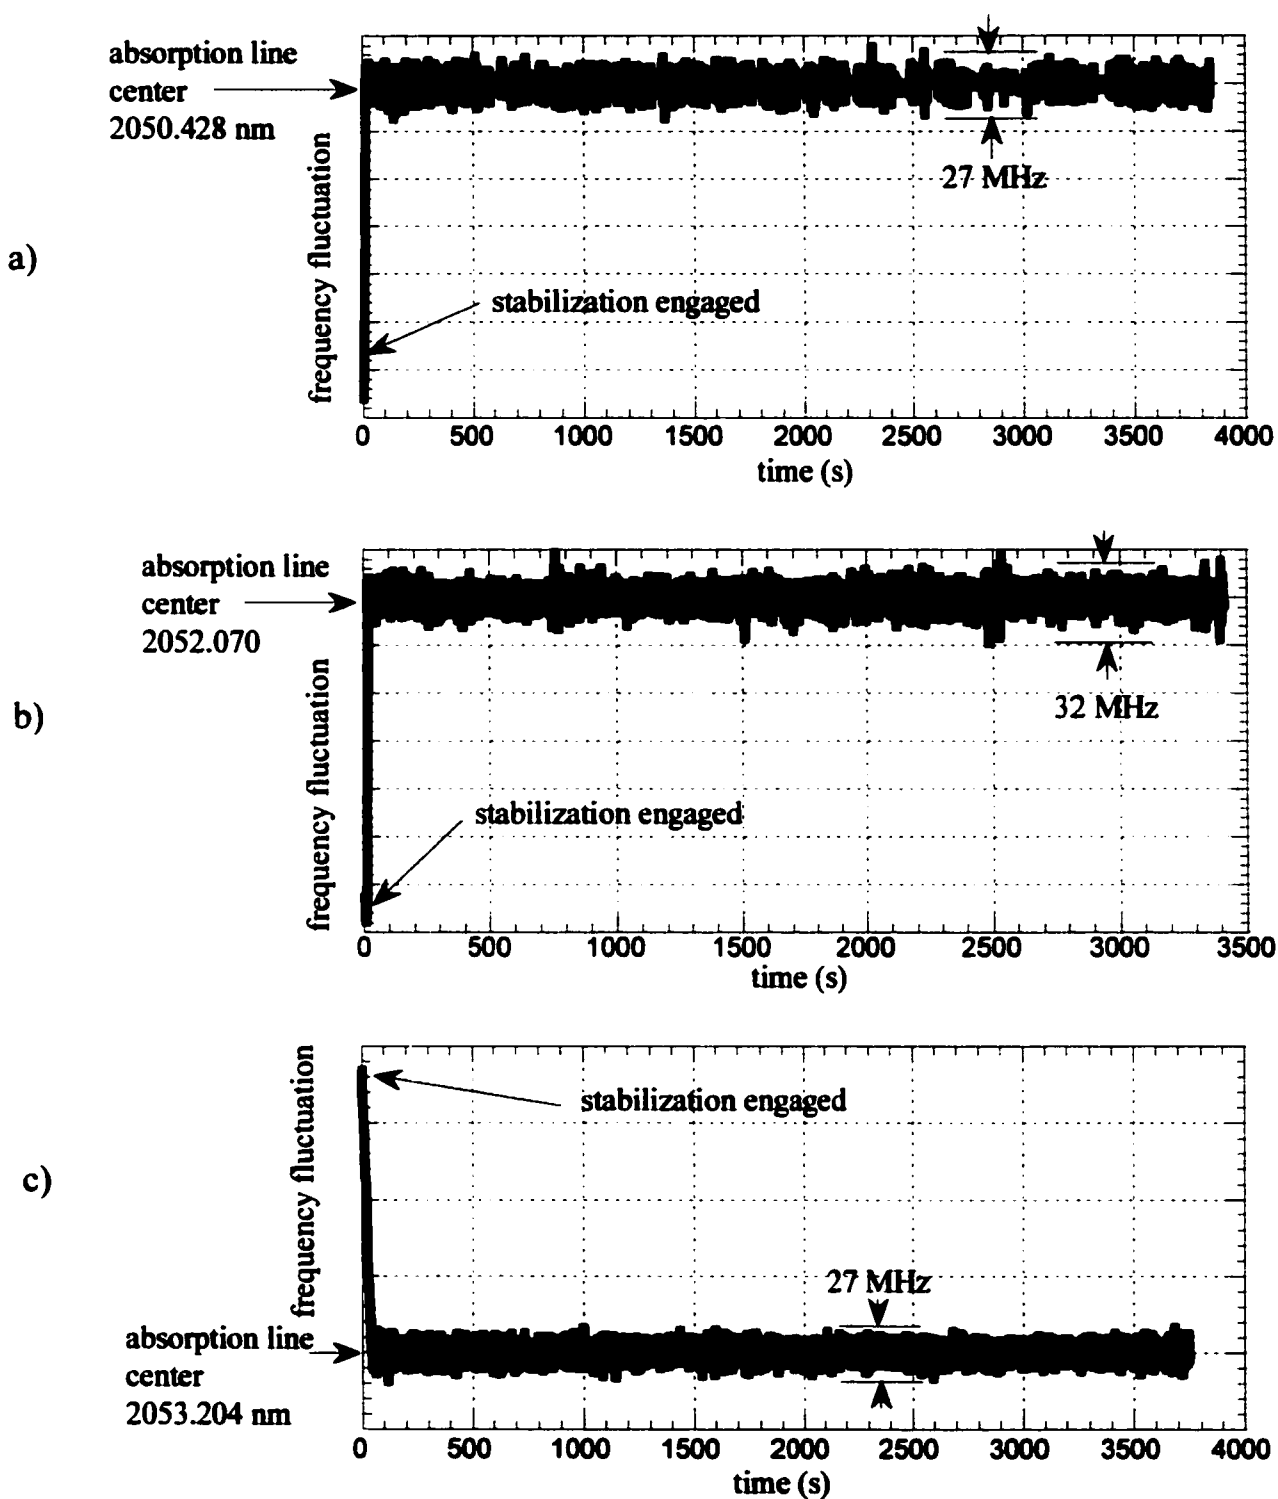 absorption line
center
2050.428 nm
27 MHz
a)
frequency fluctuation
stabilization engaged
0 500 1000 1500 2000 2500 3000 3500 4000
time (s)
absorption line
center
2052.070
32 MHz
b)
frequency fluctuation
stabilization engaged
0 500 1000 1500 2000 2500 3000 3500
time (s)
frequency fluctuation
stabilization engaged
c)
27 MHz
absorption line
center
2053.204 nm
0 500 1000 1500 2000 2500 3000 3500 4000
time (s)